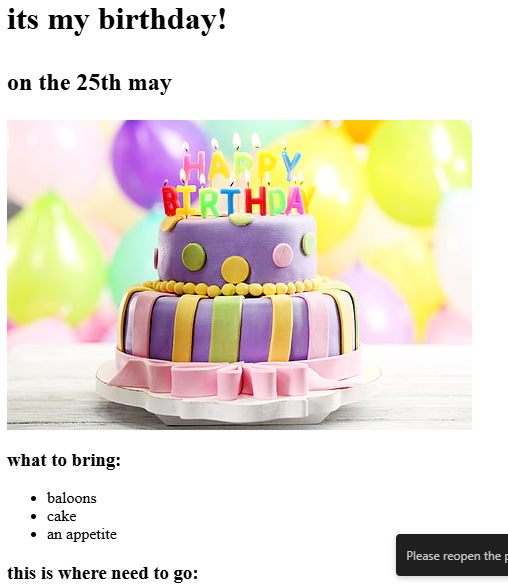 its my birthday!
on the 25th may
HAPPY
BIRTHDAY
what to bring:
baloons
cake
an appetite
this is where need to go:
Please reopen the